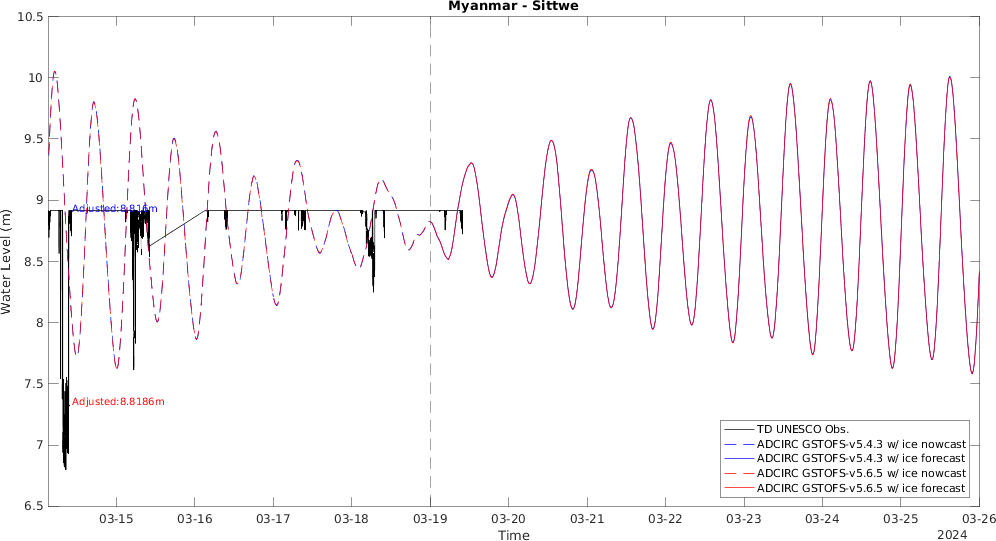 Myanmar - Sittwe
10.5
10
9.5
9
8.5
8
7.5
7
6.5
Water Level (m)
Adjusted:8.816m
Adjusted:8.8186m
TD UNESCO Obs.
ADCIRC GSTOFS-v5.4.3 w/ ice nowcast
ADCIRC GSTOFS-v5.4.3 w/ ice forecast
ADCIRC GSTOFS-v5.6.5 w/ ice nowcast
ADCIRC GSTOFS-v5.6.5 w/ ice forecast
03-15 03-16 03-17 03-18 03-19 03-20 03-21 03-22 03-23 03-24 03-25 03-26
Time
2024